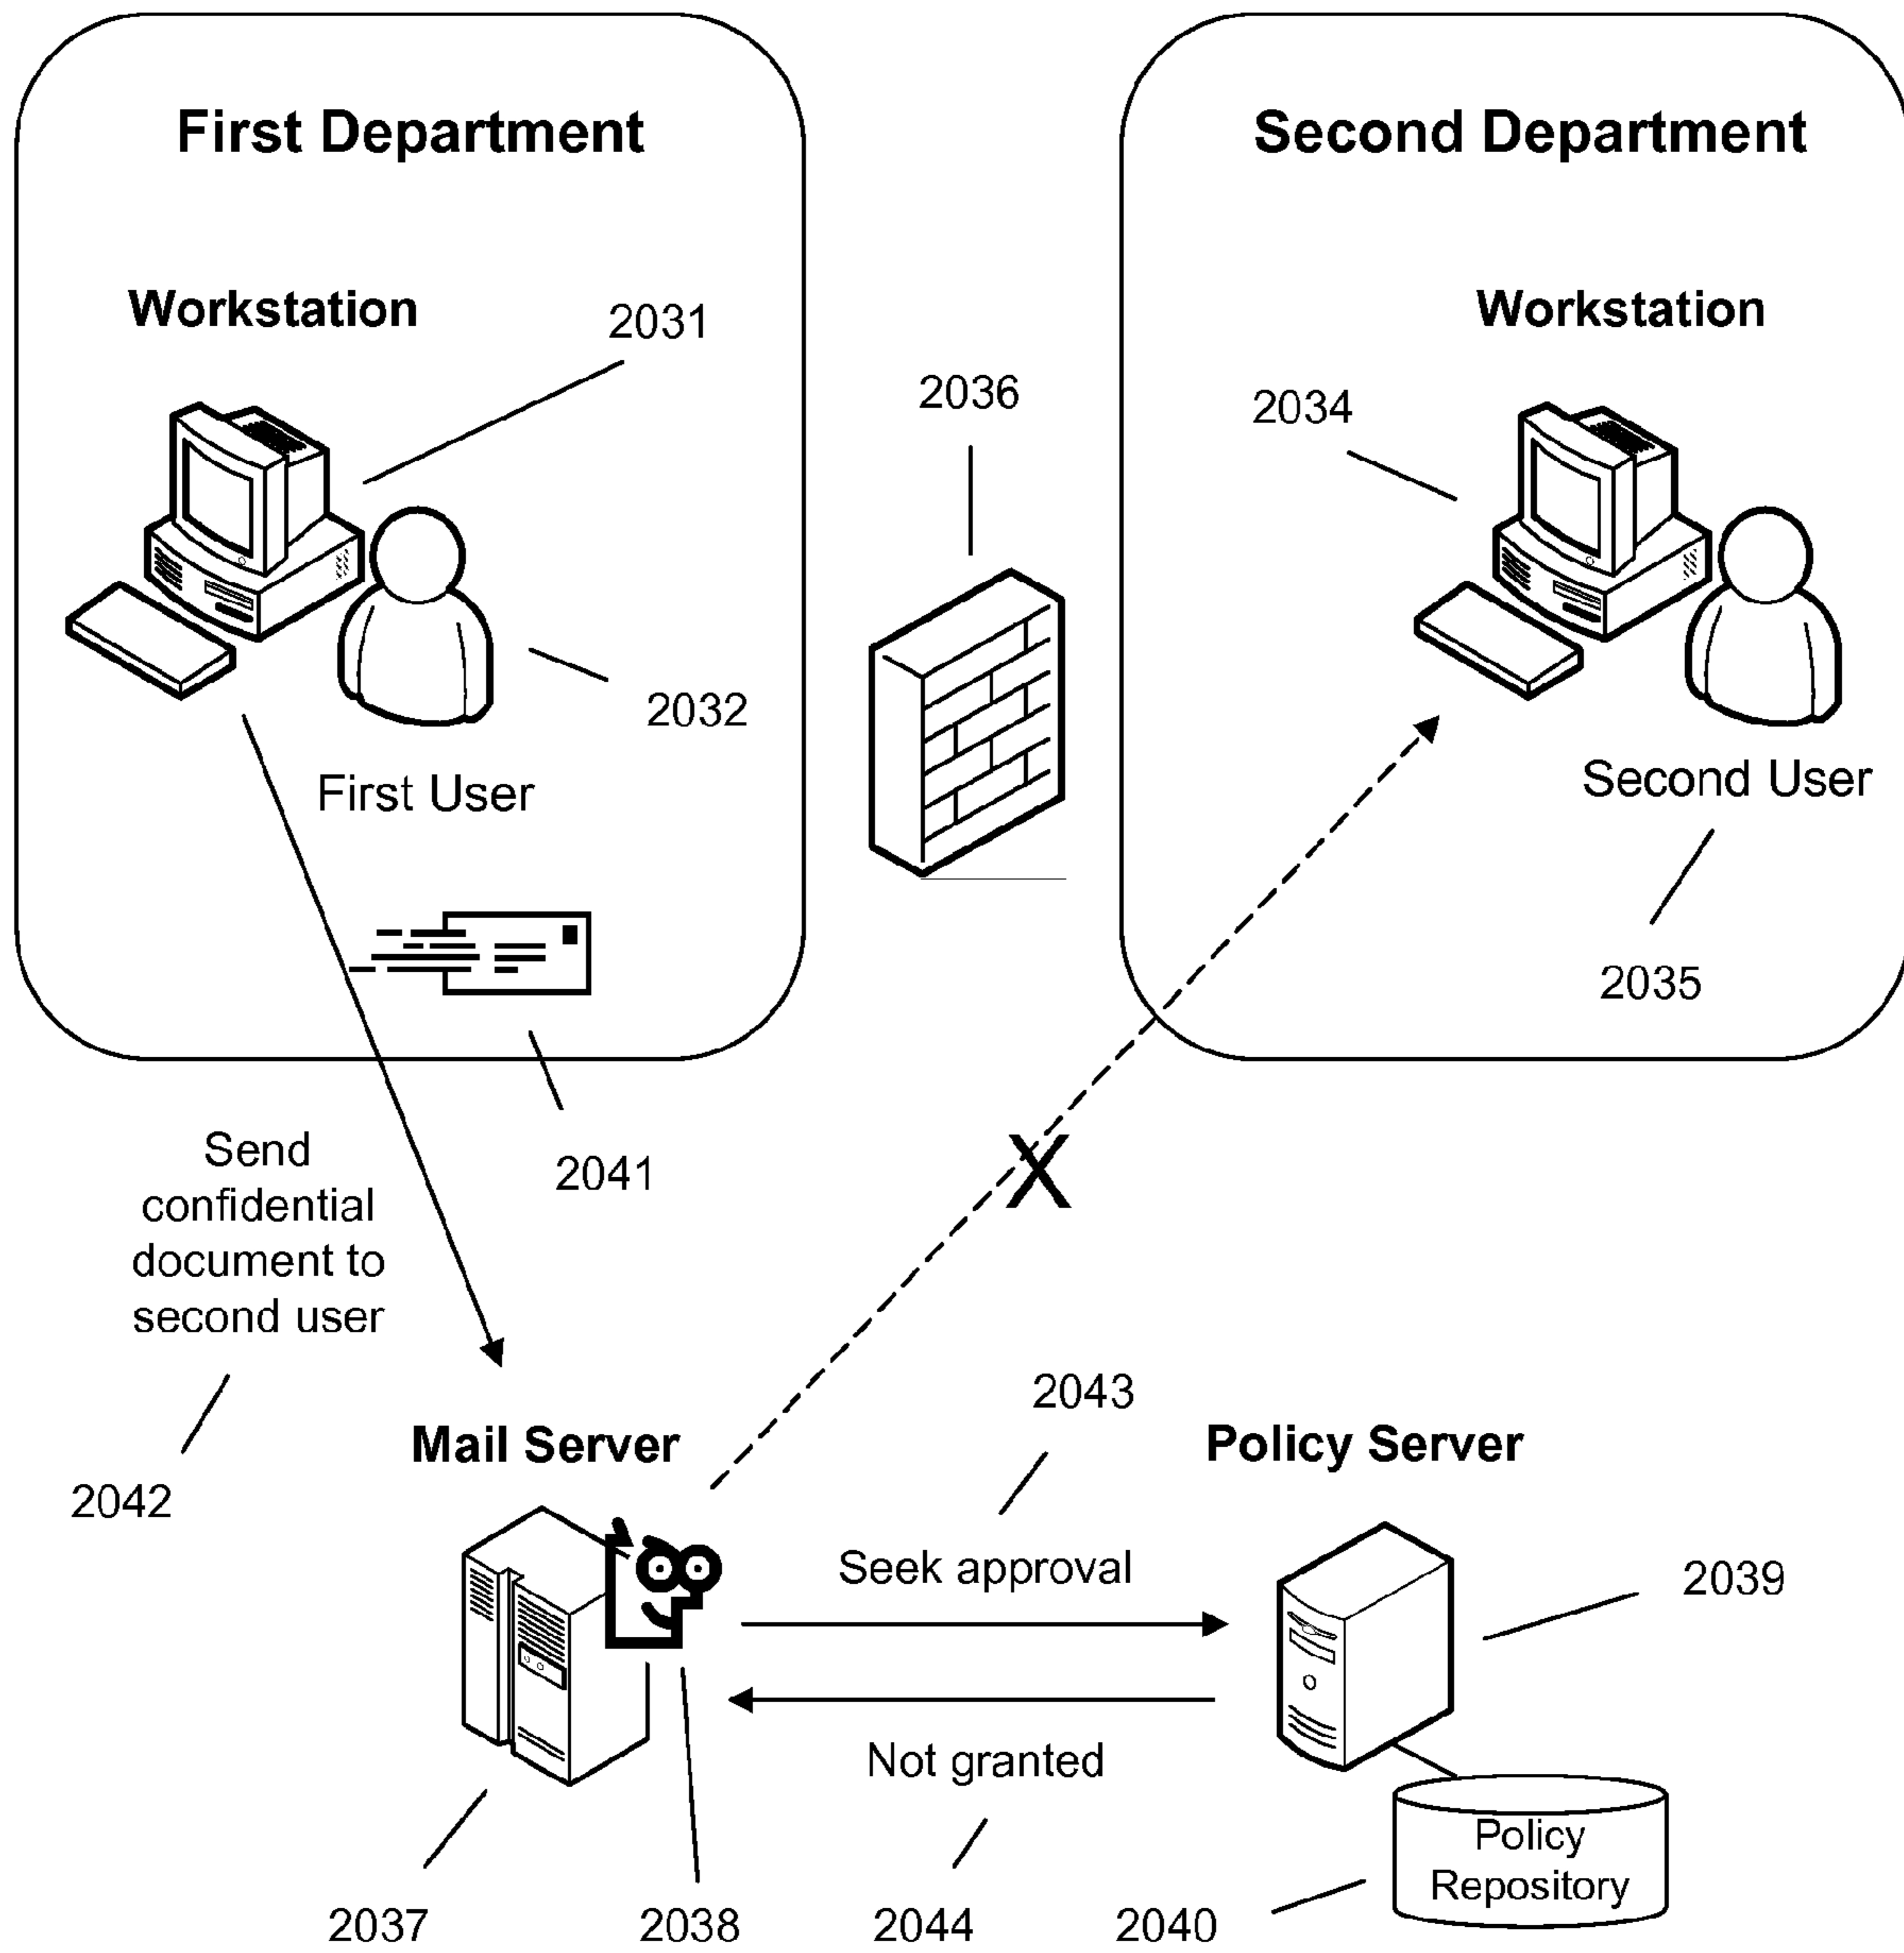 First Department
Second Department
Workstation
2031
Workstation
2036
2034
2032
First User
Second User
2035
2041
Send
confidential
document to
second user
X
2043
2042
Mail Server
Policy Server
Seek approval
2039
Not granted
Policy
Repository
2037
2038
2044
2040